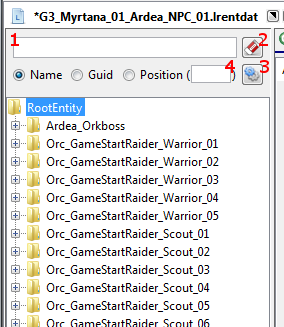 *G3_Myrtana_01_Ardea_NPC_01.lrentdat
1 2
Name Guid Position ( 4 ) 3
RootEntity
Ardea_Orkboss
Orc_GameStartRaider_Warrior_01
Orc_GameStartRaider_Warrior_02
Orc_GameStartRaider_Warrior_03
Orc_GameStartRaider_Warrior_04
Orc_GameStartRaider_Warrior_05
Orc_GameStartRaider_Scout_01
Orc_GameStartRaider_Scout_02
Orc_GameStartRaider_Scout_03
Orc_GameStartRaider_Scout_04
Orc_GameStartRaider_Scout_05
Orc_GameStartRaider_Scout_06